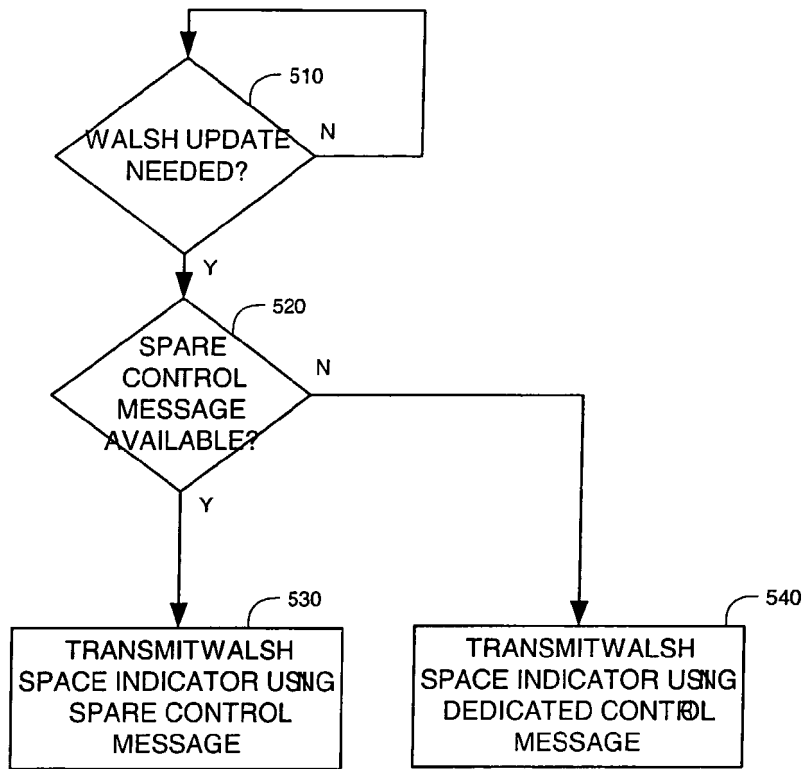 510
WALSH UPDATE
NEEDED?
N
Y
520
SPARE
CONTROL
MESSAGE
AVAILABLE?
N
Y
530
TRANSMITWALSH
SPACE INDICATOR USING
SPARE CONTROL
MESSAGE
540
TRANSMITWALSH
SPACE INDICATOR USING
DEDICATED CONTROL
MESSAGE